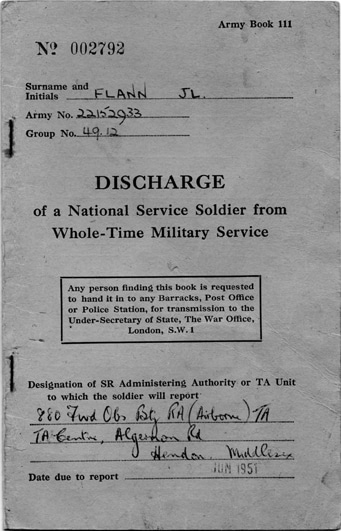 Army Book 111
No 002792
Surname and
Initials FLANN JL.
Army No. 22152933
Group No. 49.12
DISCHARGE
of a National Service Soldier from
Whole-Time Military Service
Any person finding this book is requested
to hand it in to any Barracks, Post Office
or Police Station, for transmission to the
Under-Secretary of State, The War Office,
London, S.W.1
Designation of SR Administering Authority or TA Unit
to which the soldier will report
880 Fwd Obs Bty RA (Airborne) TA
TA Centre, Algernon Rd
Hendon. Middlesex
Date due to report JUN 1951